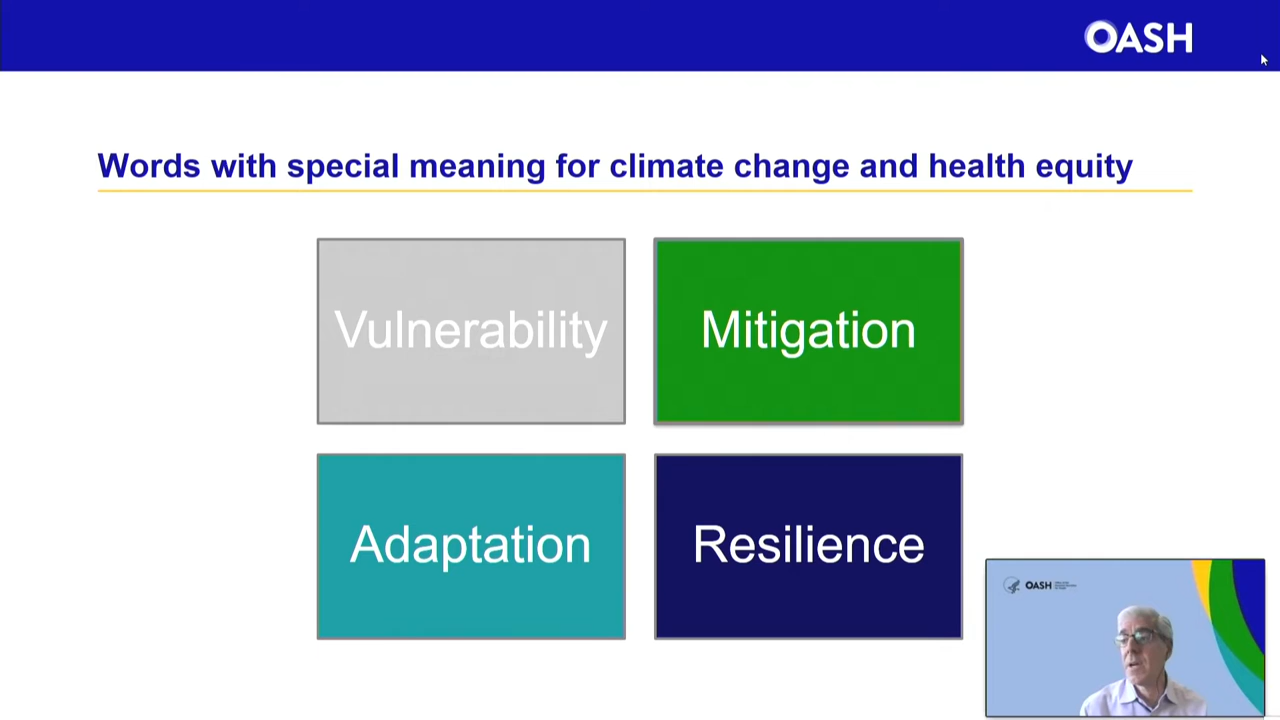 OASH
Words with special meaning for climate change and health equity
Vulnerability
Mitigation
Adaptation
Resilience
OASH